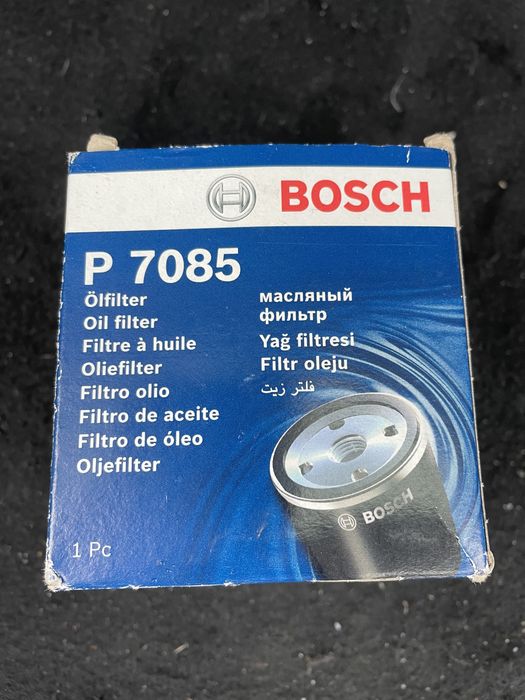 BOSCH
P 7085
Ölfilter
Oil filter
Filtre à huile
Oliefilter
Filtro olio
Filtro de aceite
Filtro de óleo
Oljefilter
масляный
фильтр
Yağ filtresi
Filtr oleju
فلتر زيت
BOSCH
1 Pc